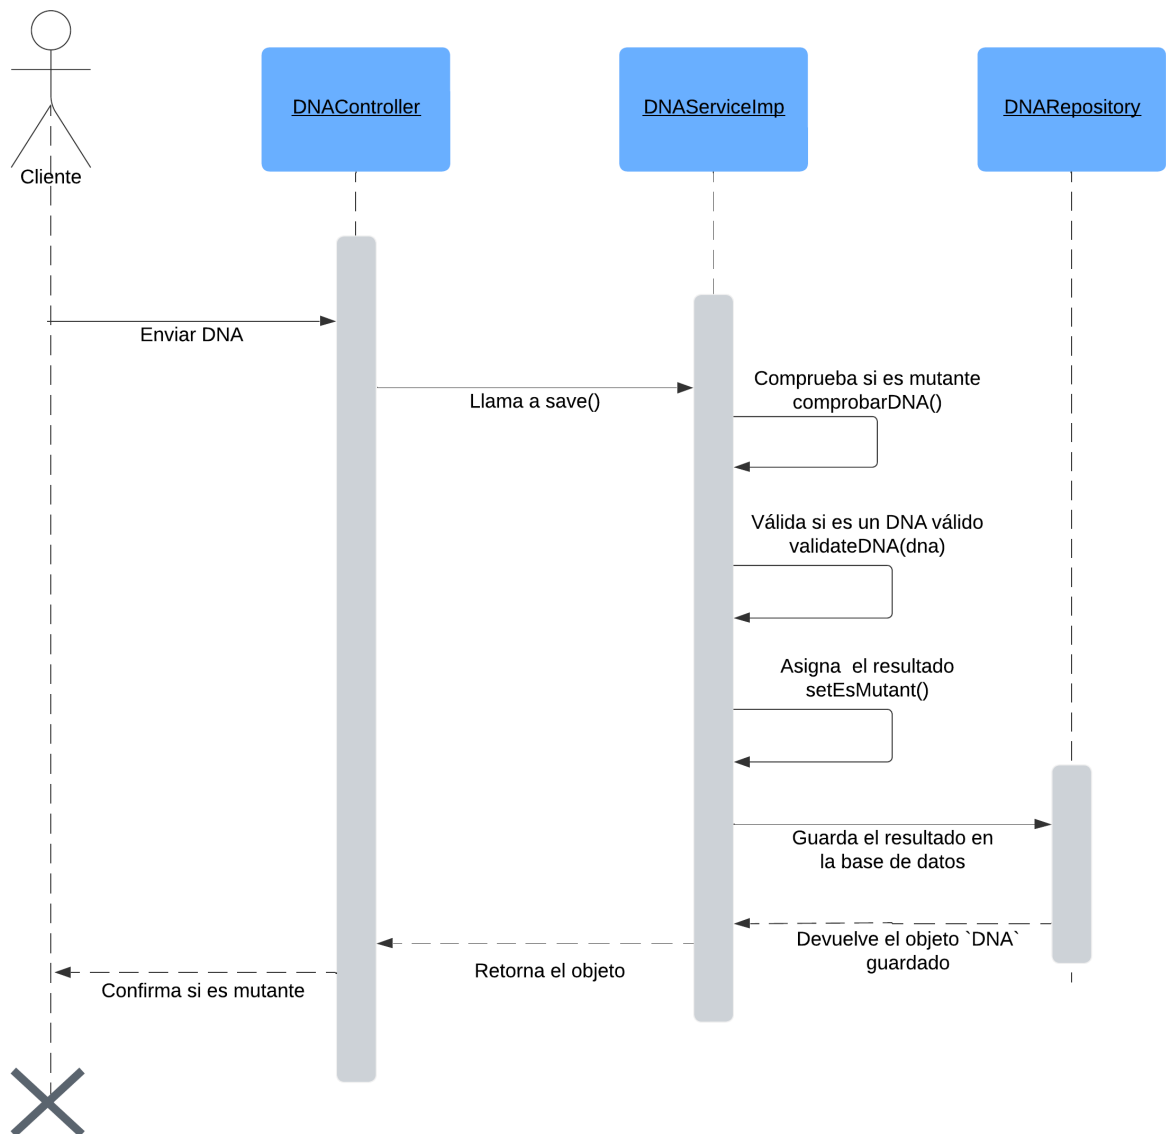 Cliente
DNAController
DNAServiceImp
DNARepository
Enviar DNA
Llama a save()
Comprueba si es mutante
comprobarDNA()
Válida si es un DNA válido
validateDNA(dna)
Asigna  el resultado
setEsMutant()
Guarda el resultado en
la base de datos
Devuelve el objeto `DNA`
guardado
Retorna el objeto
Confirma si es mutante